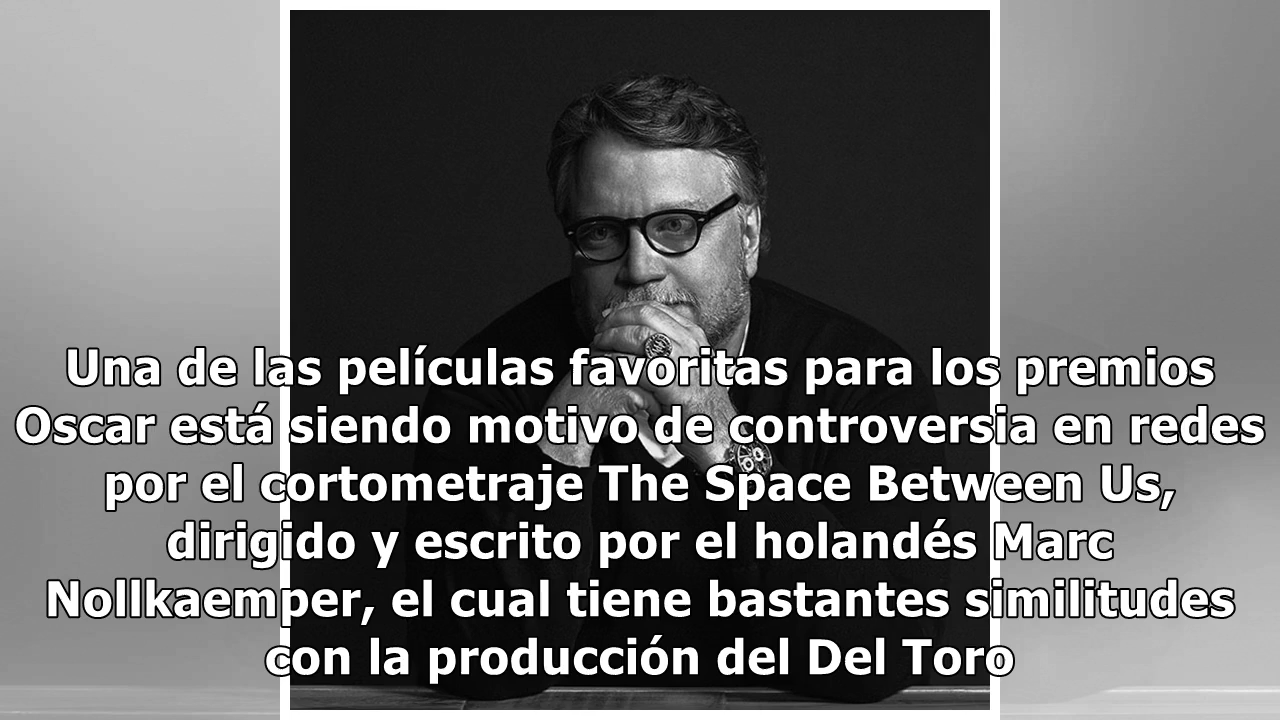 Una de las películas favoritas para los premios
Oscar está siendo motivo de controversia en redes
por el cortometraje The Space Between Us,
dirigido y escrito por el holandés Marc
Nollkaemper, el cual tiene bastantes similitudes
con la producción del Del Toro